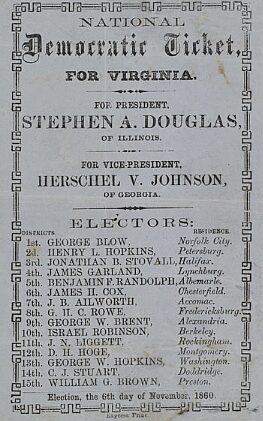 NATIONAL
Democratic Ticket,
FOR VIRGINIA.
FOR PRESIDENT,
STEPHEN A. DOUGLAS,
OF ILLINOIS.
FOR VICE-PRESIDENT,
HERSCHEL V. JOHNSON,
OF GEORGIA.
ELECTORS:
DISTRICTS. RESIDENCE.
1st. GEORGE BLOW, Norfolk City.
2d. HENRY L. HOPKINS, Petersburg.
3rd. JONATHAN B. STOVALL, Halifax.
4th. JAMES GARLAND, Lynchburg.
5th. BENJAMIN F. RANDOLPH, Albemarle.
6th. JAMES H. COX, Chesterfield.
7th. J. B. AILWORTH, Accomac.
8th. G. H. C. ROWE, Fredericksburg.
9th. GEORGE W. BRENT, Alexandria.
10th. ISRAEL ROBINSON, Berkeley.
11th. J. N. LIGGETT, Rockingham.
12th. D. H. HOGE, Montgomery.
13th. GEORGE W. HOPKINS, Washington.
14th. C. J. STUART, Doddridge.
15th. WILLIAM G. BROWN, Preston.
Election, the 6th day of November, 1860.
Express Print